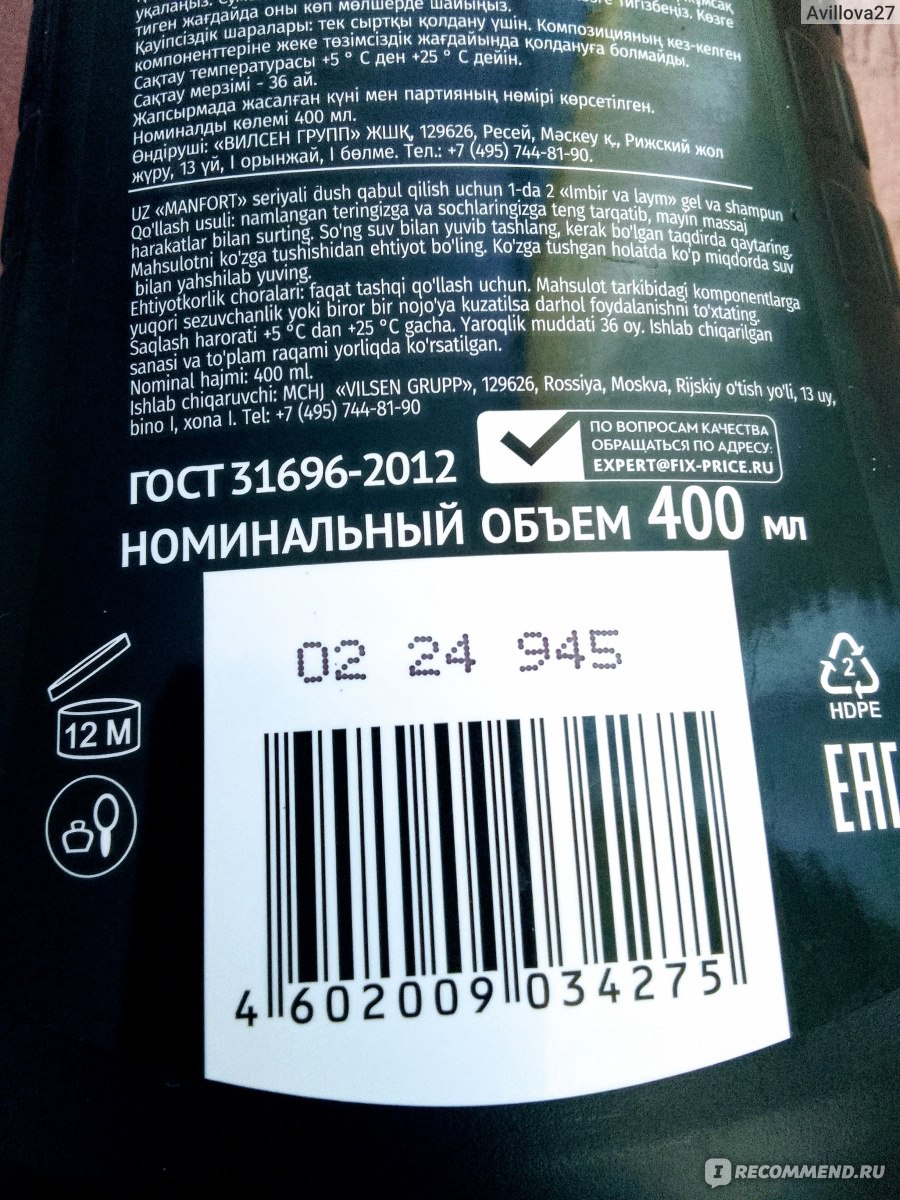 Avillova27
тиген жағдайда оны көп мөлшерде шайыңыз.
Қауіпсіздік шаралары: тек сыртқы қолдану үшін. Композицияның кез-келген
компоненттеріне жеке төзімсіздік жағдайында қолдануға болмайды.
Сақтау температурасы +5 ° С ден +25 ° С дейін.
Сақтау мерзімі - 36 ай.
Жапсырмада жасалған күні мен партияның нөмірі көрсетілген.
Номиналды көлемі 400 мл.
Өндіруші: «ВИЛСЕН ГРУПП» ЖШҚ, 129626, Ресей, Мәскеу қ., Рижский жол
жүру, 13 үй, I орынжай, I бөлме. Тел.: +7 (495) 744-81-90.
UZ «MANFORT» seriyali dush qabul qilish uchun 1-da 2 «Imbir va laym» gel va shampun
Qo'llash usuli: namlangan teringizga va sochlaringizga teng tarqatib, mayin massaj
harakatlar bilan surting. So'ng suv bilan yuvib tashlang, kerak bo'lgan taqdirda qaytaring.
Mahsulotni ko'zga tushishidan ehtiyot bo'ling. Ko'zga tushgan holatda ko'p miqdorda suv
bilan yahshilab yuving.
Ehtiyotkorlik choralari: faqat tashqi qo'llash uchun. Mahsulot tarkibidagi komponentlarga
yuqori sezuvchanlik yoki biror bir nojo'ya kuzatilsa darhol foydalanishni to'xtating.
Saqlash harorati +5 °C dan +25 °C gacha. Yaroqlik muddati 36 oy. Ishlab chiqarilgan
sanasi va to'plam raqami yorliqda ko'rsatilgan.
Nominal hajmi: 400 ml.
Ishlab chiqaruvchi: MCHJ «VILSEN GRUPP», 129626, Rossiya, Moskva, Rijskiy o'tish yo'li, 13 uy,
bino I, xona I. Tel: +7 (495) 744-81-90
ПО ВОПРОСАМ КАЧЕСТВА
ОБРАЩАТЬСЯ ПО АДРЕСУ:
EXPERT@FIX-PRICE.RU
ГОСТ 31696-2012
НОМИНАЛЬНЫЙ ОБЪЕМ 400 мл
02 24 945
12 M
2
HDPE
EAC
4 602009 034275
IRECOMMEND.RU